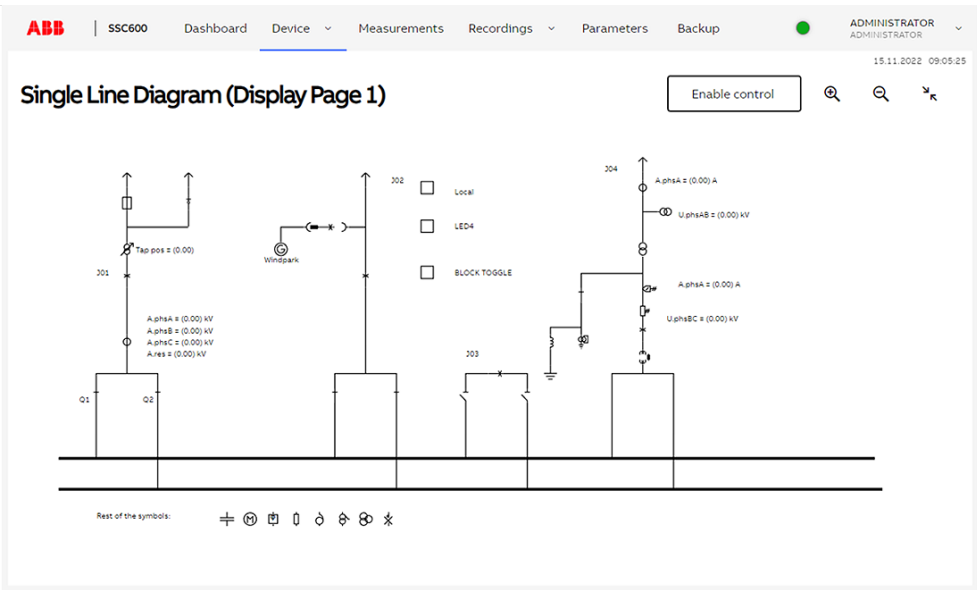 ABB | SSC600 Dashboard Device Measurements Recordings Parameters Backup ADMINISTRATOR
ADMINISTRATOR
15.11.2022 09:05:25
Single Line Diagram (Display Page 1)
Enable control
J01
Tap pos = (0.00)
A.phsA = (0.00) kV
A.phsB = (0.00) kV
A.phsC = (0.00) kV
A.res = (0.00) kV
Q1
Q2
J02
G
Windpark
Local
LED4
BLOCK TOGGLE
J03
J04
A.phsA = (0.00) A
U.phsAB = (0.00) kV
A.phsA = (0.00) A
U.phsBC = (0.00) kV
Rest of the symbols:
M